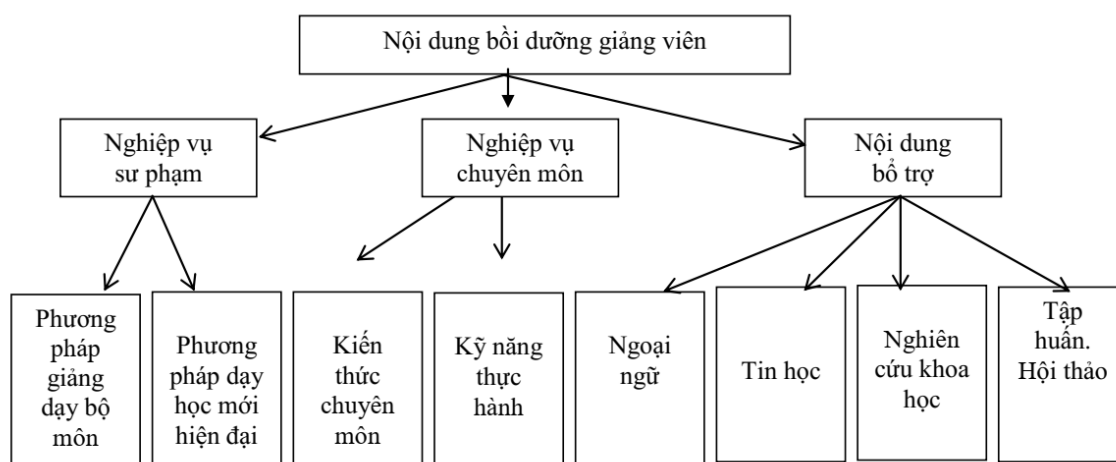 Nội dung bồi dưỡng giảng viên
Nghiệp vụ
sư phạm
Nghiệp vụ
chuyên môn
Nội dung
bổ trợ
Phương
pháp
giảng
dạy bộ
môn
Phương
pháp dạy
học mới
hiện đại
Kiến
thức
chuyên
môn
Kỹ năng
thực
hành
Ngoại
ngữ
Tin học
Nghiên
cứu khoa
học
Tập
huấn.
Hội thảo